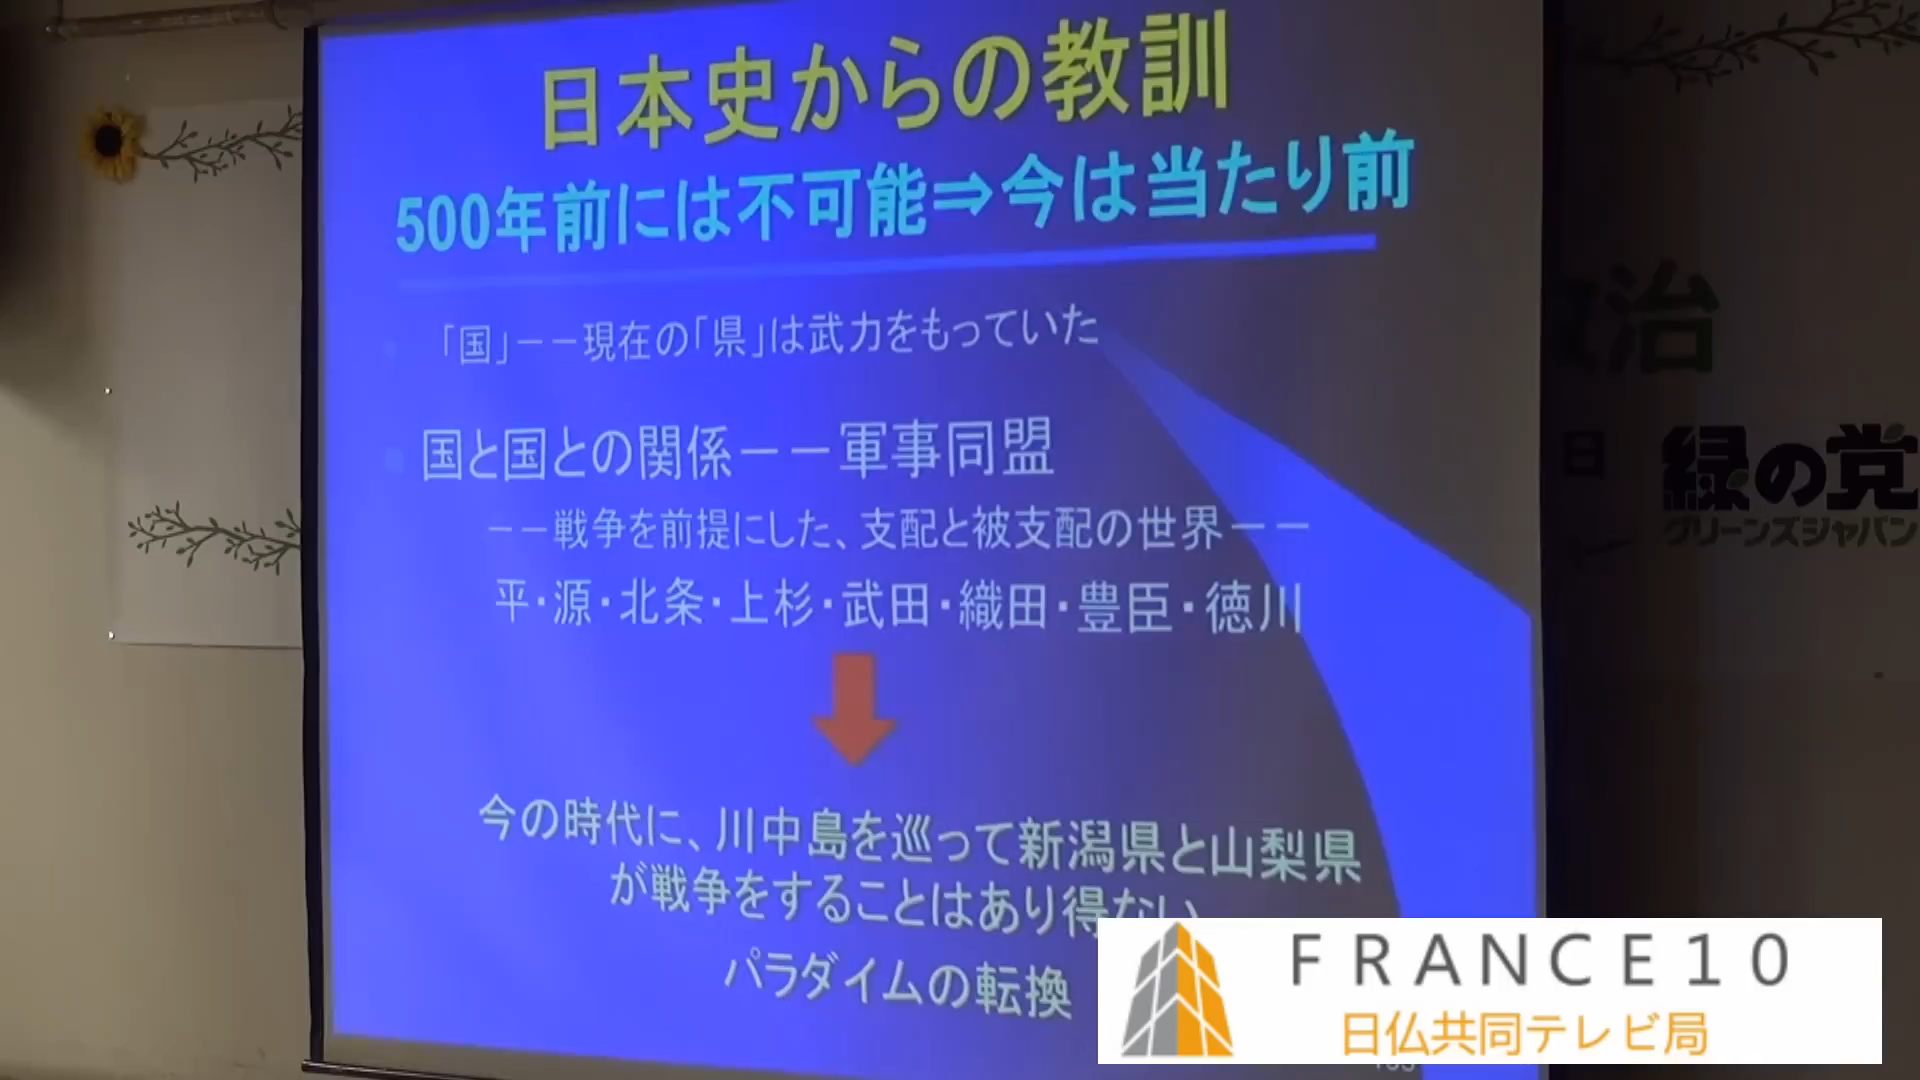 日本史からの教訓
500年前には不可能⇒今は当たり前
「国」－－現在の「県」は武力をもっていた
国と国との関係－－軍事同盟
－－戦争を前提にした、支配と被支配の世界－－
平・源・北条・上杉・武田・織田・豊臣・徳川
今の時代に、川中島を巡って新潟県と山梨県
が戦争をすることはあり得ない
パラダイムの転換
治
日
緑の党
グリーンズジャパン
FRANCE10
日仏共同テレビ局